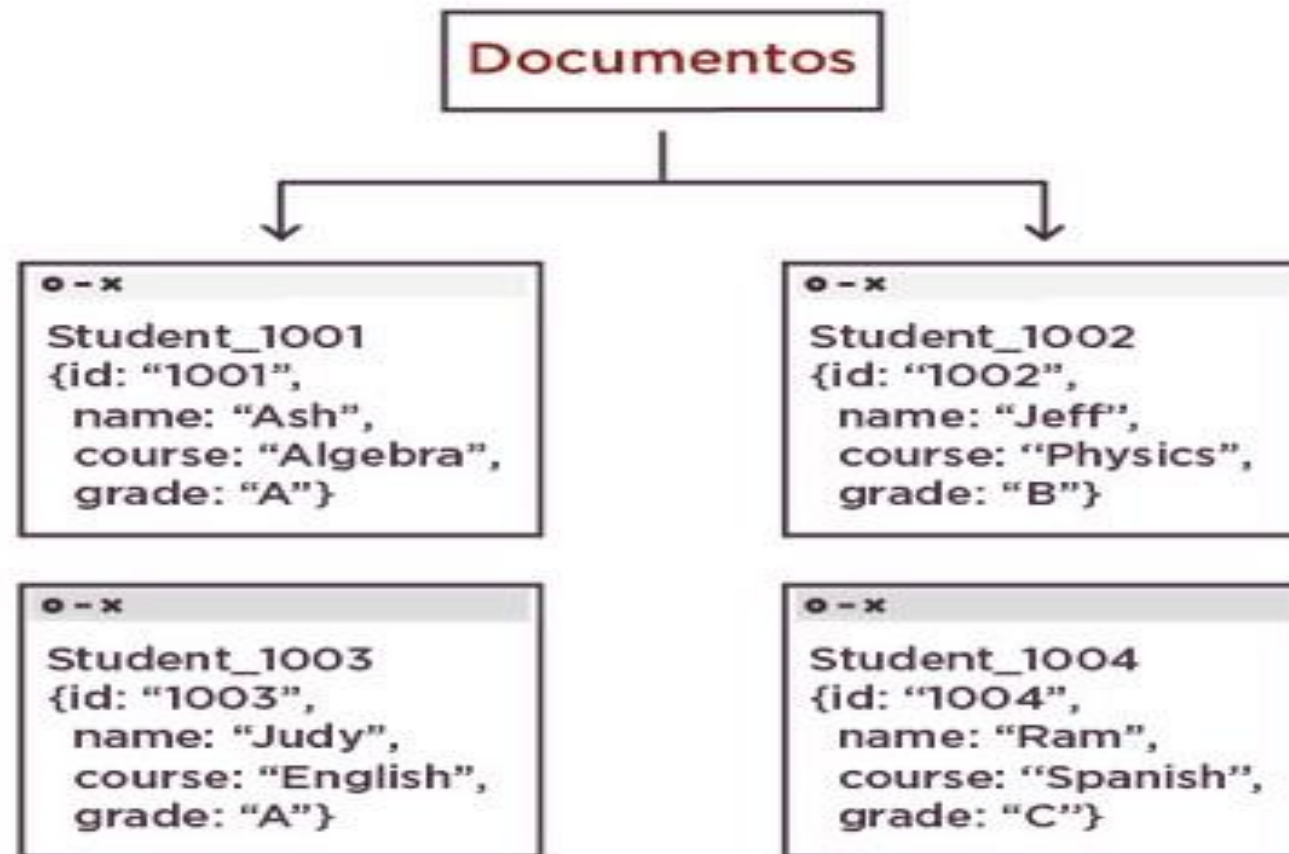 Documentos
Student_1001
{id: “1001”,
name: “Ash”,
course: “Algebra”,
grade: “A”}
Student_1002
{id: “1002”,
name: “Jeff”,
course: “Physics”,
grade: “B”}
Student_1003
{id: “1003”,
name: “Judy”,
course: “English”,
grade: “A”}
Student_1004
{id: “1004”,
name: “Ram”,
course: “Spanish”,
grade: “C”}